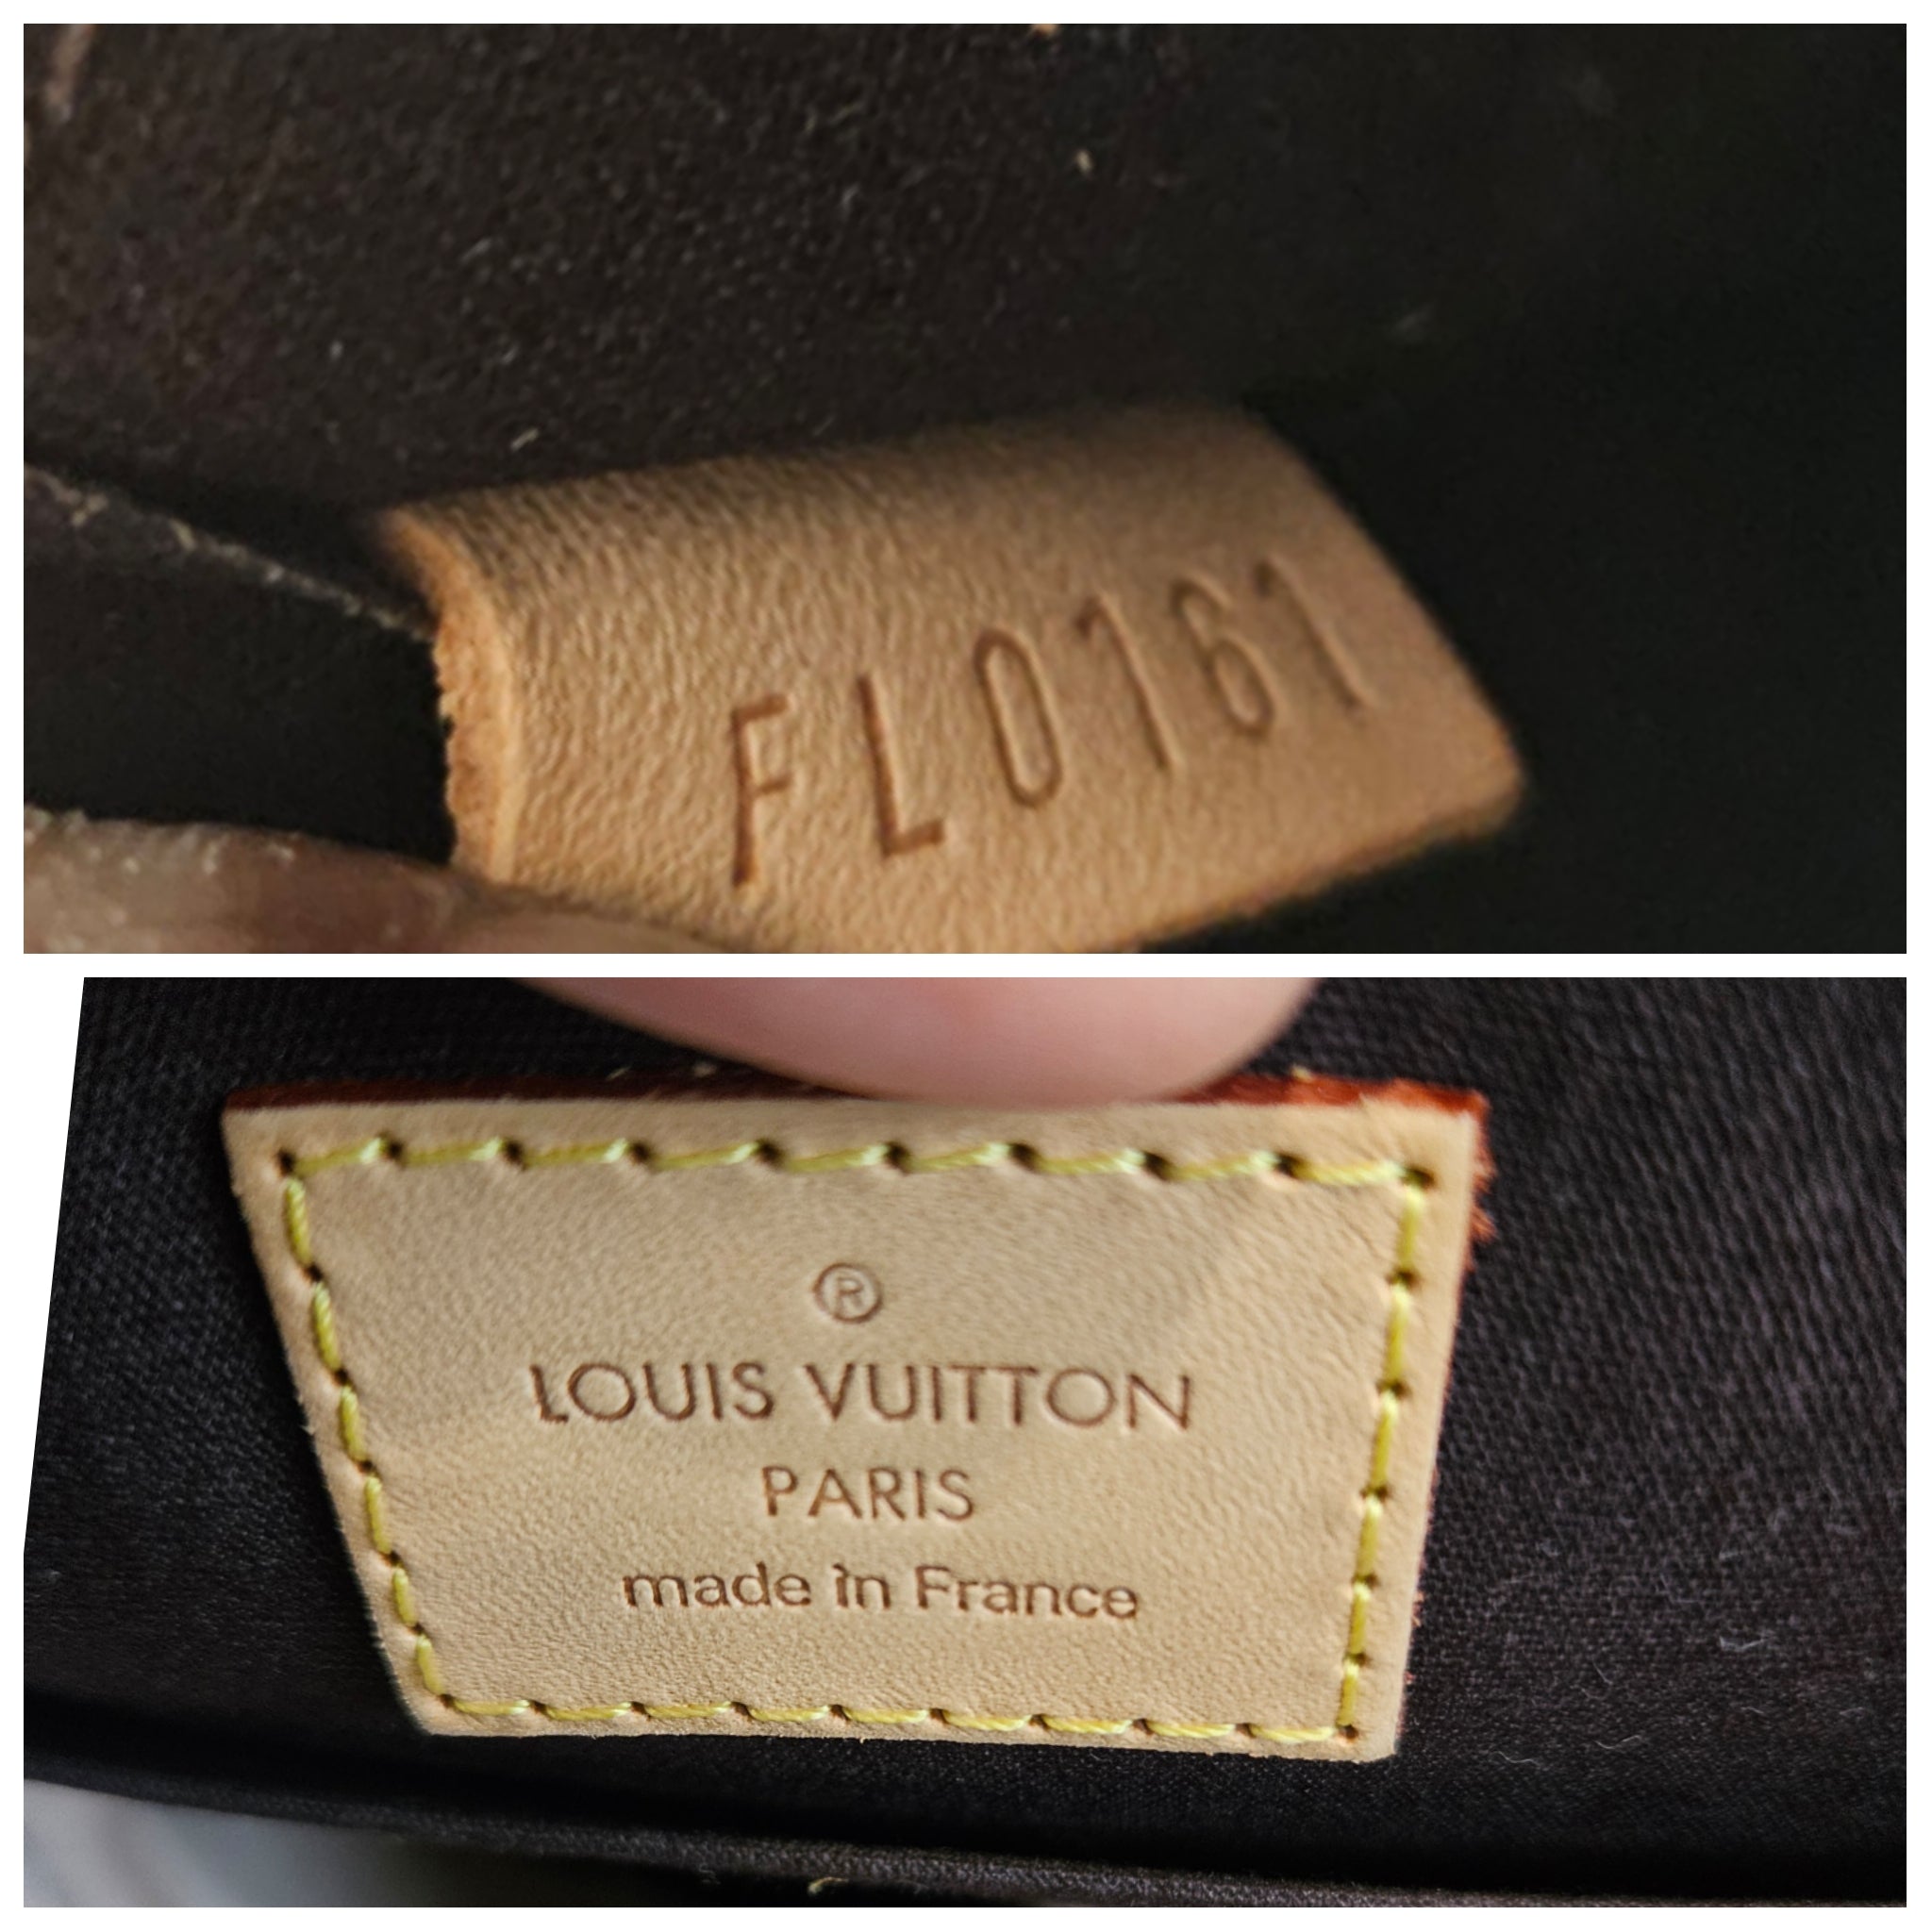 FL0161
®
LOUIS VUITTON
PARIS
made in France